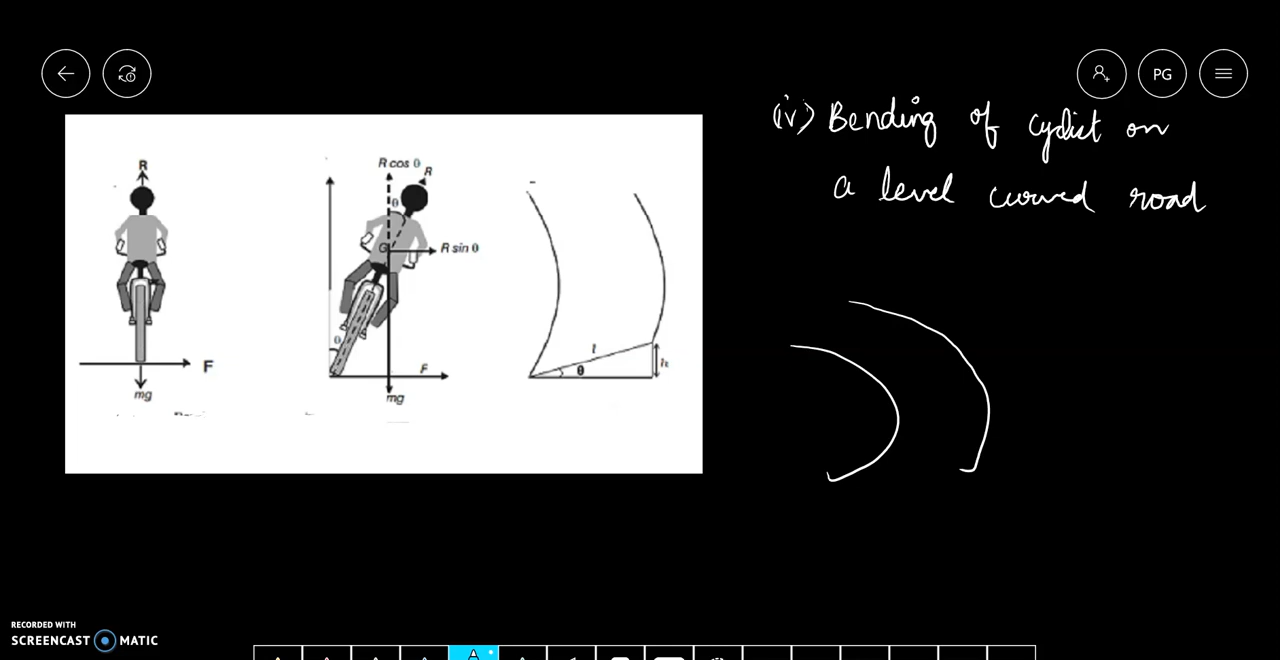 PG
(iv) Bending of cyclist on
a level curved road
R
F
mg
R cos θ
R
θ
G
R sin θ
θ
F
mg
l
θ
h
RECORDED WITH
SCREENCAST MATIC